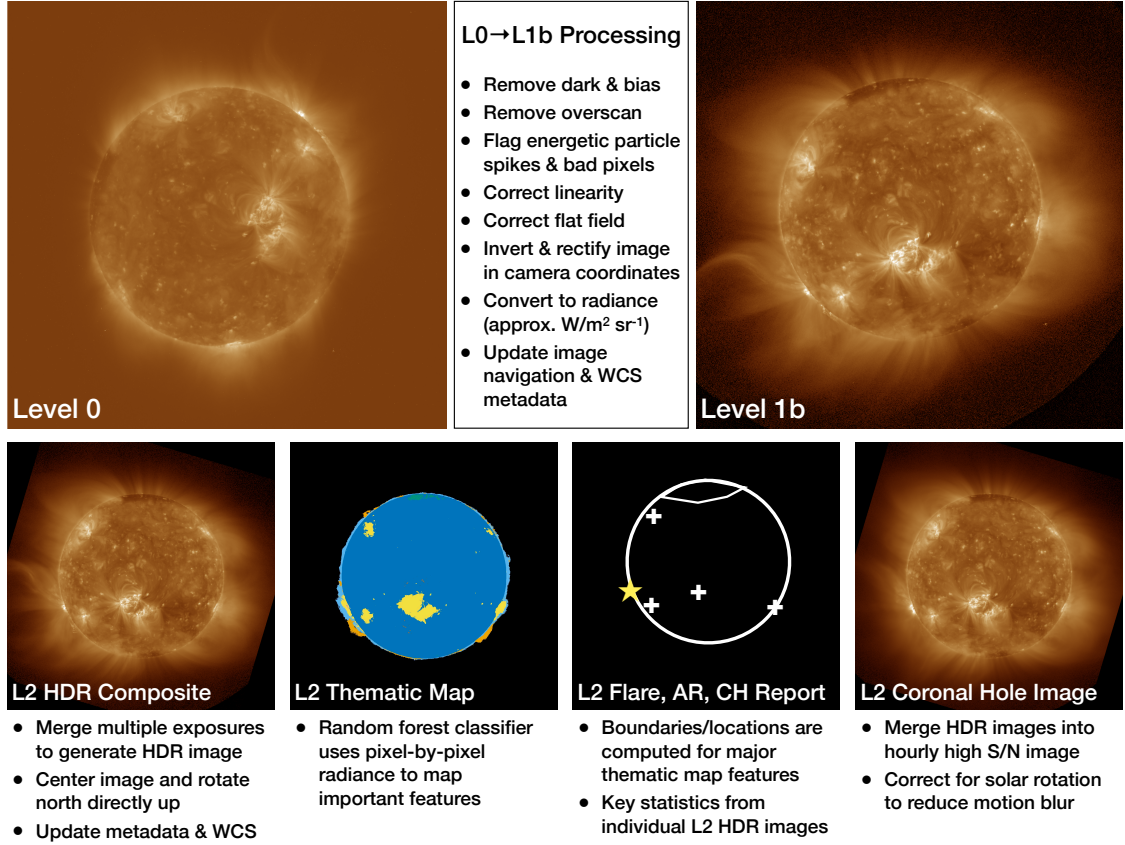 L0→L1b Processing
• Remove dark & bias
• Remove overscan
• Flag energetic particle
spikes & bad pixels
• Correct linearity
• Correct flat field
• Invert & rectify image
in camera coordinates
• Convert to radiance
(approx. W/m² sr⁻¹)
• Update image
navigation & WCS
metadata
Level 0
Level 1b
L2 HDR Composite
• Merge multiple exposures
to generate HDR image
• Center image and rotate
north directly up
• Update metadata & WCS
L2 Thematic Map
• Random forest classifier
uses pixel-by-pixel
radiance to map
important features
L2 Flare, AR, CH Report
• Boundaries/locations are
computed for major
thematic map features
• Key statistics from
individual L2 HDR images
L2 Coronal Hole Image
• Merge HDR images into
hourly high S/N image
• Correct for solar rotation
to reduce motion blur